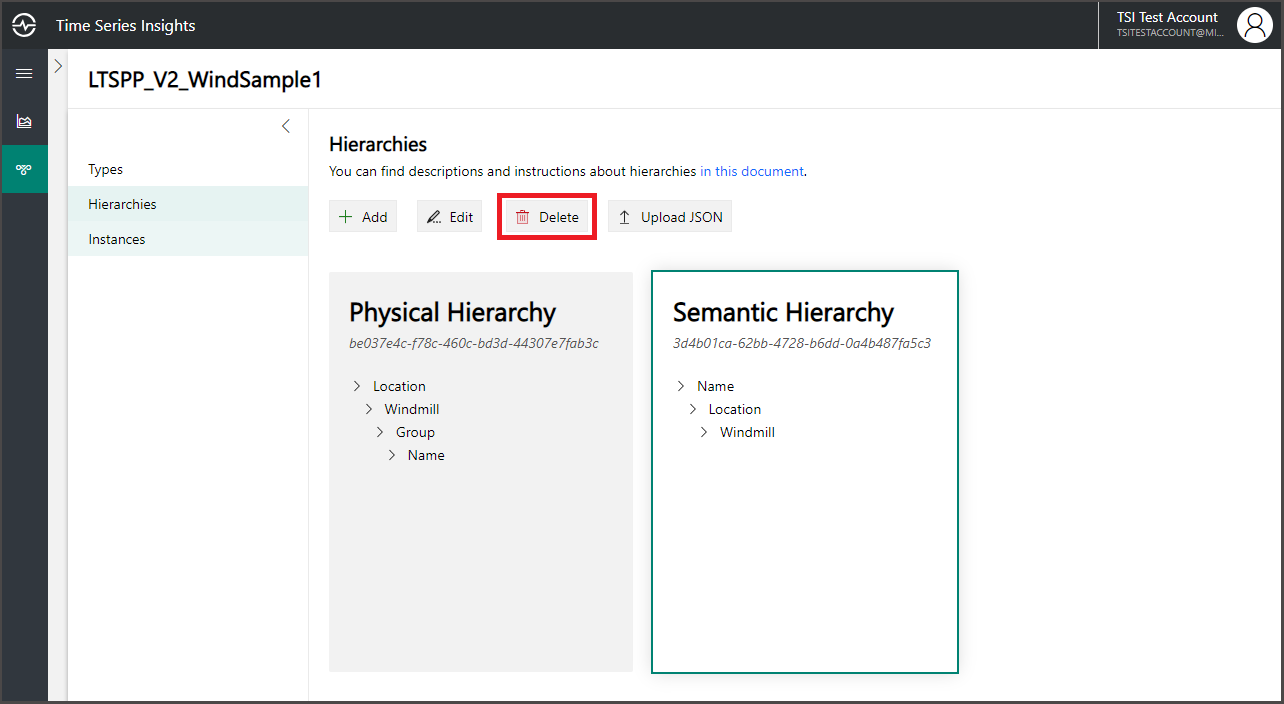 Time Series Insights
TSI Test Account
TSITESTACCOUNT@MI...
LTSPP_V2_WindSample1
Types
Hierarchies
Instances
Hierarchies
You can find descriptions and instructions about hierarchies in this document.
Add
Edit
Delete
Upload JSON
Physical Hierarchy
be037e4c-f78c-460c-bd3d-44307e7fab3c
Location
Windmill
Group
Name
Semantic Hierarchy
3d4b01ca-62bb-4728-b6dd-0a4b487fa5c3
Name
Location
Windmill